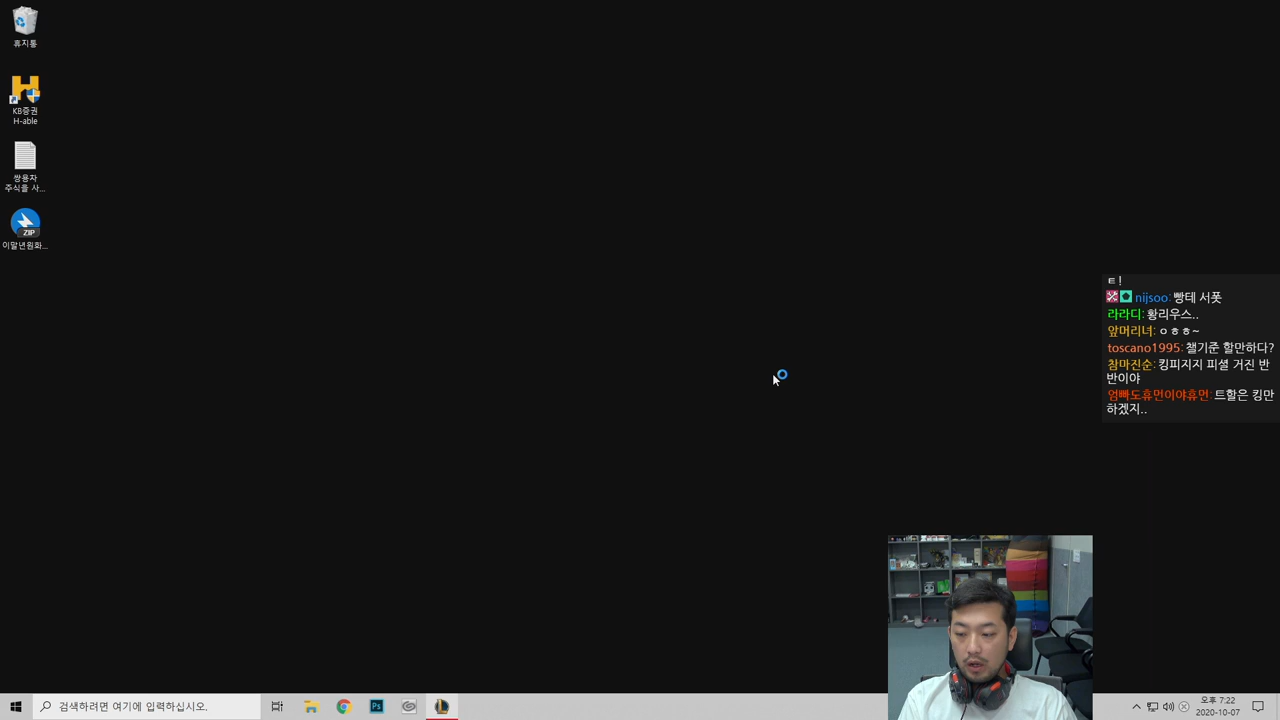 휴지통
KB증권
H-able
쌍용자
주식을 사...
ZIP
이말년원화...
ㅌ!
nijsoo: 빵테 서폿
라라디: 황리우스..
앞머리녀: ㅇㅎㅎ~
toscano1995: 챌기준 할만하다?
참마진순: 킹피지지 피셜 거진 반
반이야
엄빠도휴먼이야휴먼: 트할은 킹만
하겠지..
검색하려면 여기에 입력하십시오.
Ps
오후 7:22
2020-10-07